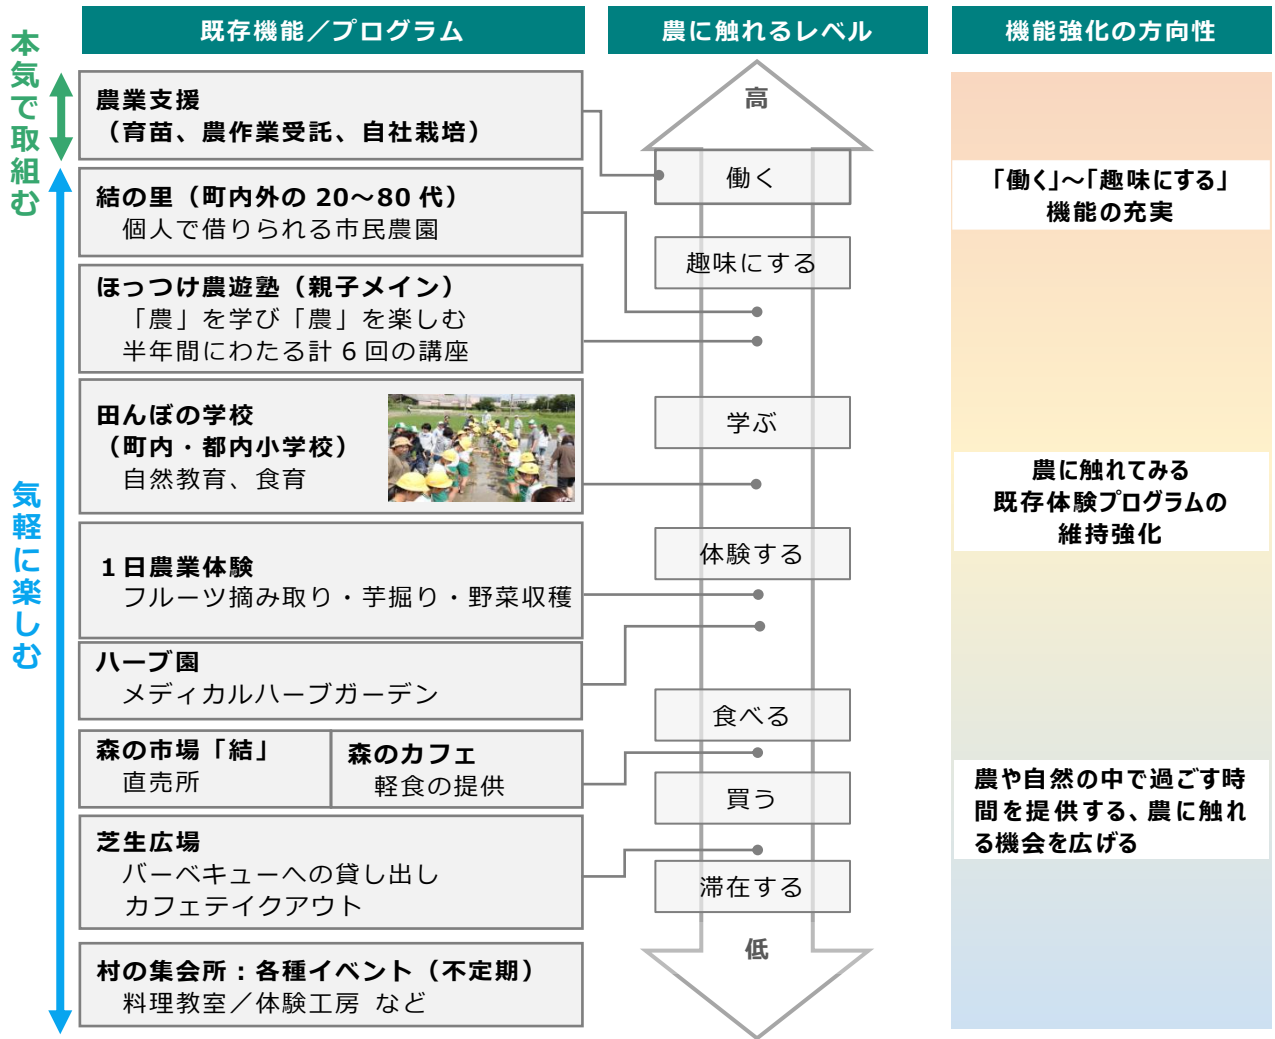 既存機能／プログラム
農に触れるレベル
機能強化の方向性
本気で取組む
気軽に楽しむ
農業支援
（育苗、農作業受託、自社栽培）
結の里（町内外の 20～80 代）
個人で借りられる市民農園
ほっつけ農遊塾（親子メイン）
「農」を学び「農」を楽しむ
半年間にわたる計 6 回の講座
田んぼの学校
（町内・都内小学校）
自然教育、食育
１日農業体験
フルーツ摘み取り・芋掘り・野菜収穫
ハーブ園
メディカルハーブガーデン
森の市場「結」
直売所
森のカフェ
軽食の提供
芝生広場
バーベキューへの貸し出し
カフェテイクアウト
村の集会所：各種イベント（不定期）
料理教室／体験工房 など
高
働く
趣味にする
学ぶ
体験する
食べる
買う
滞在する
低
「働く」～「趣味にする」
機能の充実
農に触れてみる
既存体験プログラムの
維持強化
農や自然の中で過ごす時
間を提供する、農に触れ
る機会を広げる